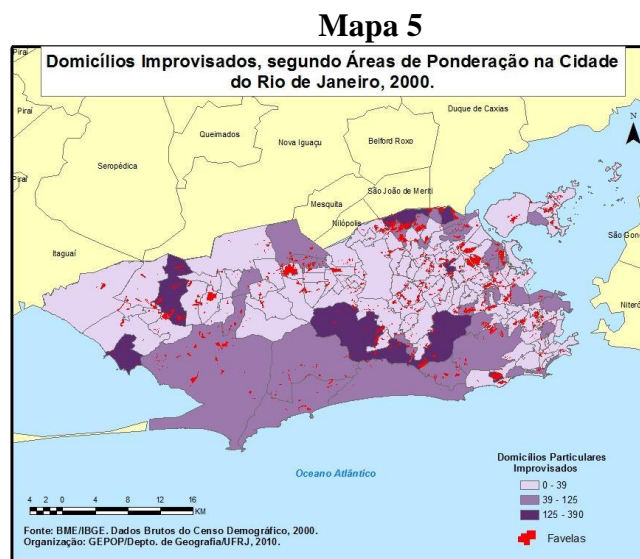 Mapa 5
Domicílios Improvisados, segundo Áreas de Ponderação na Cidade
do Rio de Janeiro, 2000.
Piraí
Piraí
Piraí
Duque de Caxias
Queimados
Nova Iguaçu
Belford Roxo
N
Seropédica
São João de Meriti
Mesquita
Nilópolis
São Gon
Itaguaí
Niteró
Oceano Atlântico
Domicílios Particulares
Improvisados
0 - 39
39 - 125
125 - 390
Favelas
4 2 0 4 8 12 16
KM
Fonte: BME/IBGE. Dados Brutos do Censo Demográfico, 2000.
Organização: GEPOP/Depto. de Geografia/UFRJ, 2010.